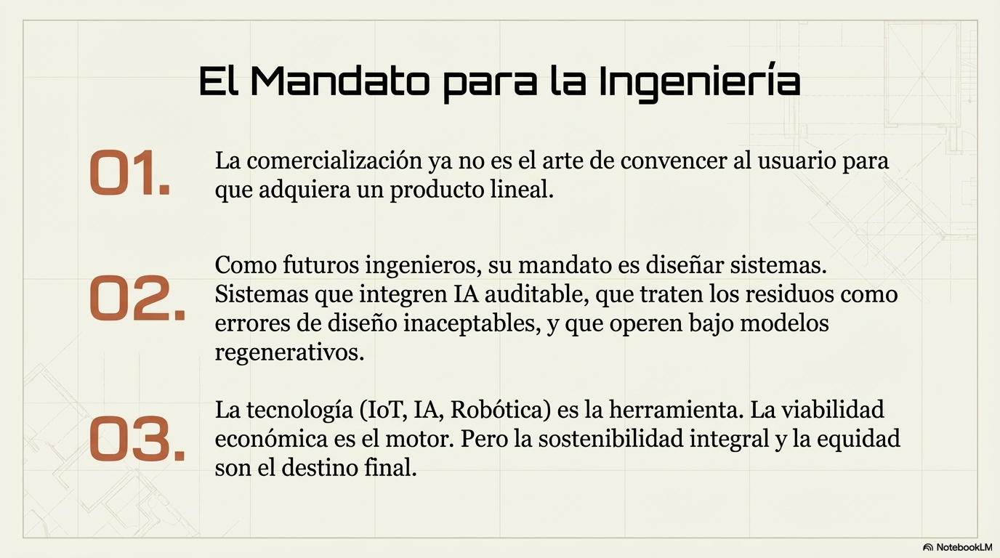 El Mandato para la Ingeniería
01.
La comercialización ya no es el arte de convencer al usuario para
que adquiera un producto lineal.
02.
Como futuros ingenieros, su mandato es diseñar sistemas.
Sistemas que integren IA auditable, que traten los residuos como
errores de diseño inaceptables, y que operen bajo modelos
regenerativos.
03.
La tecnología (IoT, IA, Robótica) es la herramienta. La viabilidad
económica es el motor. Pero la sostenibilidad integral y la equidad
son el destino final.
NotebookLM